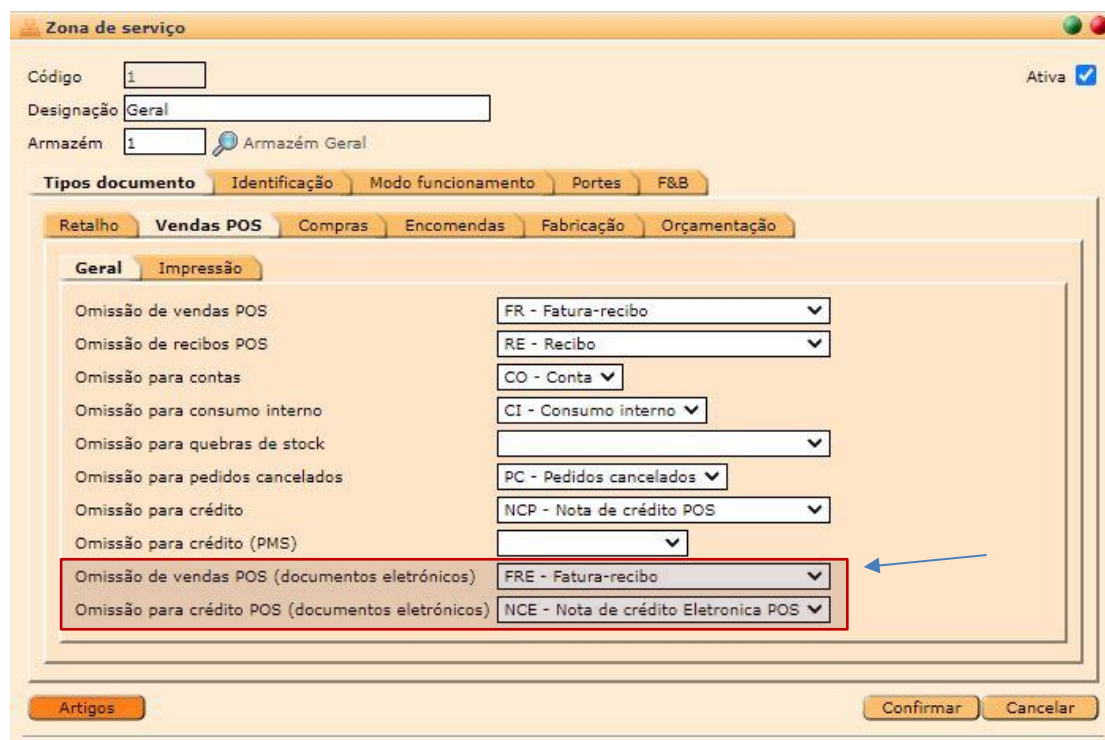 Zona de serviço
Código 1 Ativa
Designação Geral
Armazém 1 Armazém Geral
Tipos documento Identificação Modo funcionamento Portes F&B
Retalho Vendas POS Compras Encomendas Fabricação Orçamentação
Geral Impressão
Omissão de vendas POS FR - Fatura-recibo
Omissão de recibos POS RE - Recibo
Omissão para contas CO - Conta
Omissão para consumo interno CI - Consumo interno
Omissão para quebras de stock
Omissão para pedidos cancelados PC - Pedidos cancelados
Omissão para crédito NCP - Nota de crédito POS
Omissão para crédito (PMS)
Omissão de vendas POS (documentos eletrónicos) FRE - Fatura-recibo
Omissão para crédito POS (documentos eletrónicos) NCE - Nota de crédito Eletronica POS
Artigos Confirmar Cancelar